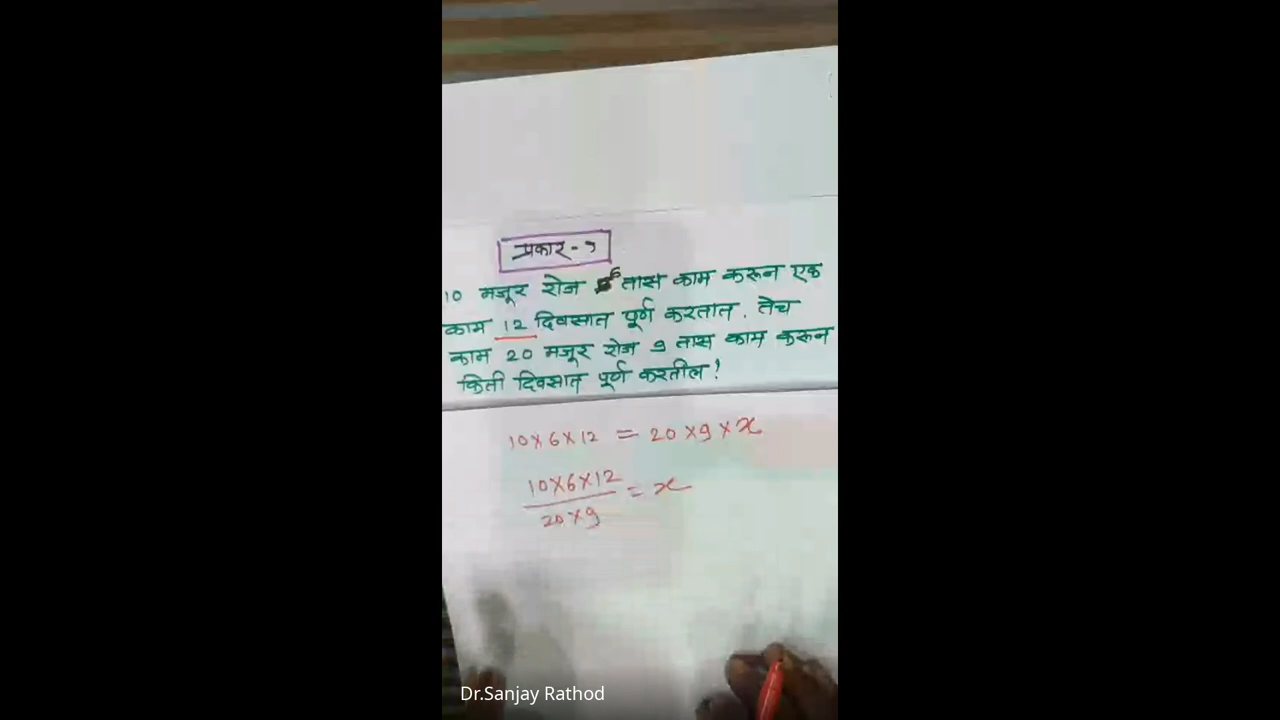 प्रकार - १
10 मजूर रोज 6 तास काम करून एक
काम 12 दिवसात पूर्ण करतात. तेच
काम 20 मजूर रोज 9 तास काम करून
किती दिवसात पूर्ण करतील!
10×6×12 = 20×9×x
10×6×12
20×9
= x
Dr.Sanjay Rathod